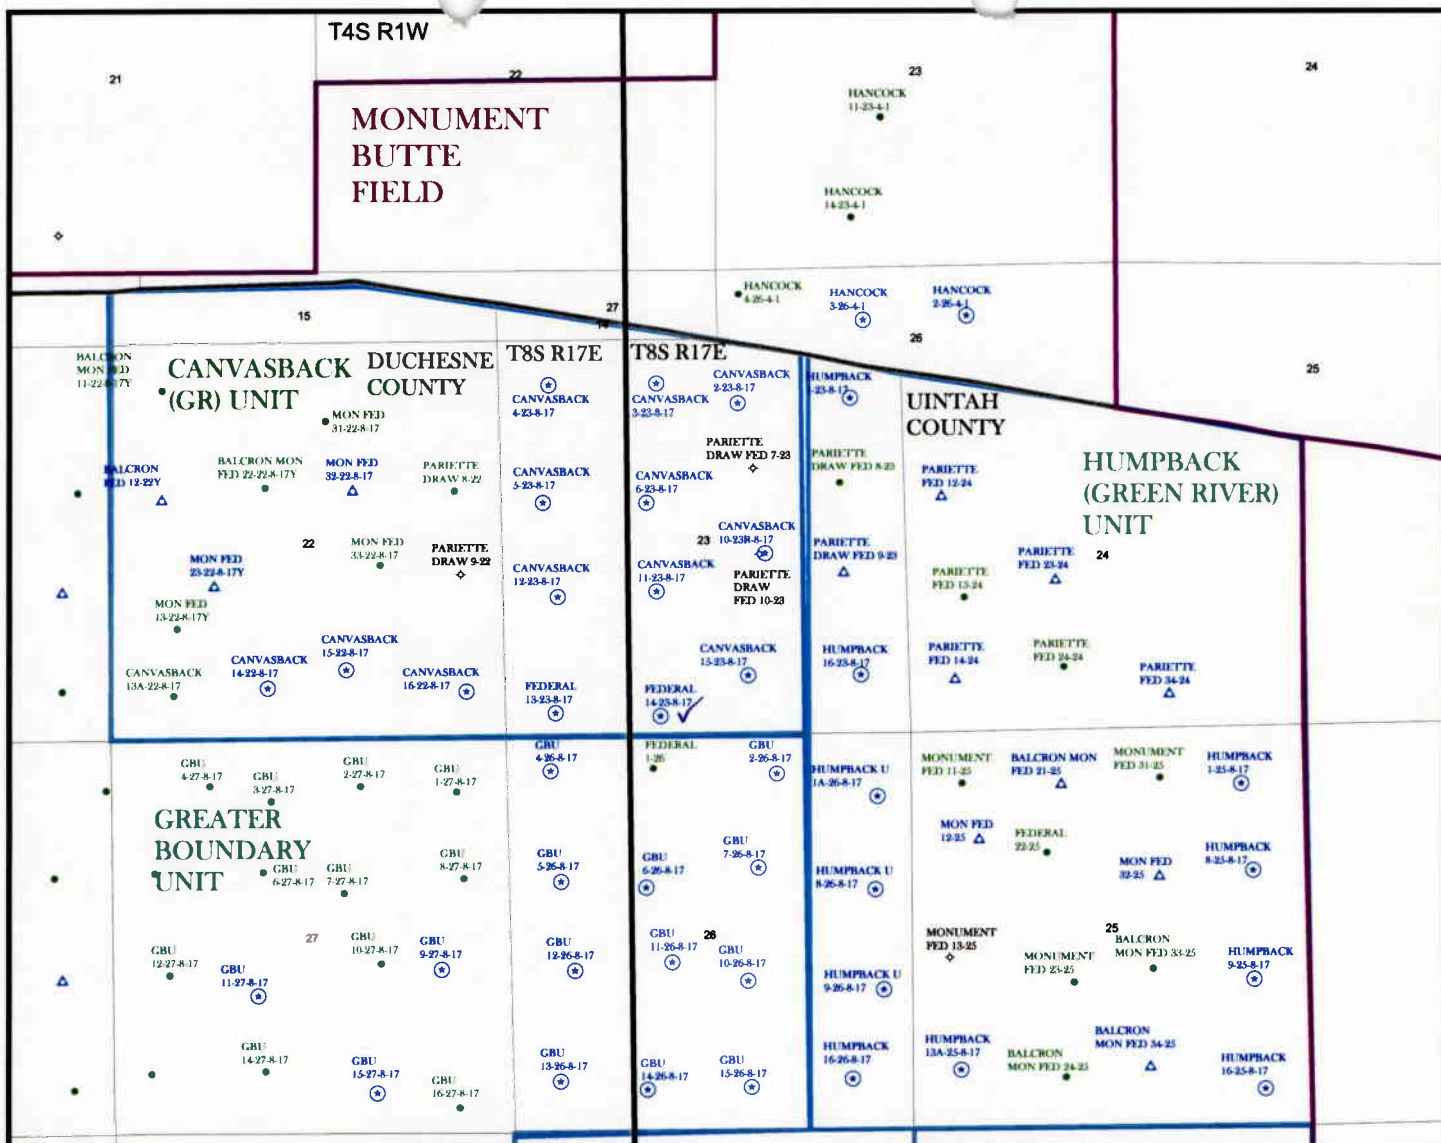 T4S R1W
21
22
23
24
MONUMENT
BUTTE
FIELD
HANCOCK
11-23-4-1
HANCOCK
14-23-4-1
HANCOCK
4-26-4-1
HANCOCK
3-26-4-1
HANCOCK
2-26-4-1
15
27
14
26
25
BALCRON
MON FED
11-22-8-17Y
CANVASBACK
(GR) UNIT
DUCHESNE
COUNTY
T8S R17E
T8S R17E
MON FED
31-22-8-17
CANVASBACK
4-23-8-17
CANVASBACK
3-23-8-17
CANVASBACK
2-23-8-17
HUMPBACK
1-23-8-17
UINTAH
COUNTY
HUMPBACK
(GREEN RIVER)
UNIT
BALCRON
FED 12-22Y
BALCRON MON
FED 22-22-8-17Y
MON FED
32-22-8-17
PARIETTE
DRAW 8-22
CANVASBACK
5-23-8-17
CANVASBACK
6-23-8-17
PARIETTE
DRAW FED 7-23
PARIETTE
DRAW FED 8-23
PARIETTE
FED 12-24
22
MON FED
23-22-8-17Y
MON FED
33-22-8-17
PARIETTE
DRAW 9-22
CANVASBACK
12-23-8-17
23
CANVASBACK
11-23-8-17
CANVASBACK
10-23R-8-17
PARIETTE
DRAW
FED 10-23
PARIETTE
DRAW FED 9-23
PARIETTE
FED 13-24
PARIETTE
FED 23-24
24
MON FED
13-22-8-17Y
CANVASBACK
13A-22-8-17
CANVASBACK
14-22-8-17
CANVASBACK
15-22-8-17
CANVASBACK
16-22-8-17
FEDERAL
13-23-8-17
FEDERAL
14-23-8-17
CANVASBACK
15-23-8-17
HUMPBACK
16-23-8-17
PARIETTE
FED 14-24
PARIETTE
FED 24-24
PARIETTE
FED 34-24
GBU
4-27-8-17
GBU
3-27-8-17
GBU
2-27-8-17
GBU
1-27-8-17
GBU
4-26-8-17
FEDERAL
1-26
GBU
2-26-8-17
HUMPBACK U
1A-26-8-17
MONUMENT
FED 11-25
BALCRON MON
FED 21-25
MONUMENT
FED 31-25
HUMPBACK
1-25-8-17
GREATER
BOUNDARY
UNIT
GBU
6-27-8-17
GBU
7-27-8-17
GBU
8-27-8-17
GBU
5-26-8-17
GBU
6-26-8-17
GBU
7-26-8-17
HUMPBACK U
8-26-8-17
MON FED
12-25
FEDERAL
22-25
MON FED
32-25
HUMPBACK
8-25-8-17
GBU
12-27-8-17
GBU
11-27-8-17
27
GBU
10-27-8-17
GBU
9-27-8-17
GBU
12-26-8-17
GBU
11-26-8-17
26
GBU
10-26-8-17
HUMPBACK U
9-26-8-17
MONUMENT
FED 13-25
MONUMENT
FED 23-25
25
BALCRON
MON FED 33-25
HUMPBACK
9-25-8-17
GBU
14-27-8-17
GBU
15-27-8-17
GBU
16-27-8-17
GBU
13-26-8-17
GBU
14-26-8-17
GBU
15-26-8-17
HUMPBACK
16-26-8-17
HUMPBACK
13A-25-8-17
BALCRON
MON FED 24-25
BALCRON
MON FED 34-25
HUMPBACK
16-25-8-17